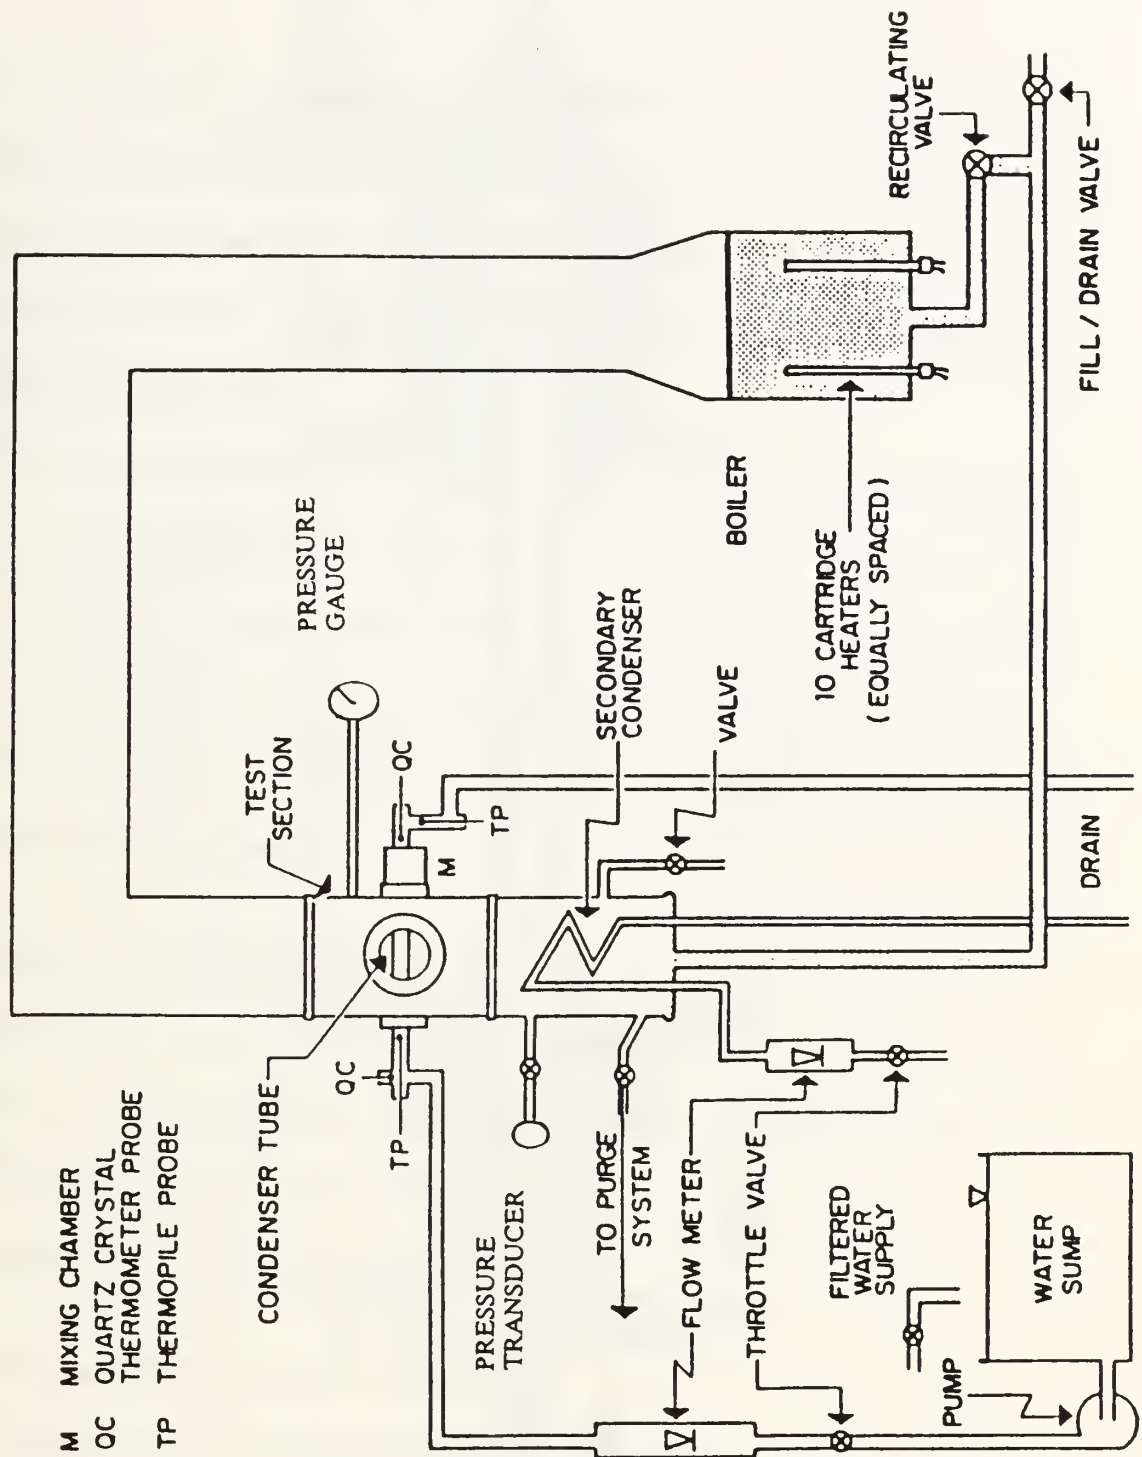 M MIXING CHAMBER
QC QUARTZ CRYSTAL
THERMOMETER PROBE
TP THERMOPILE PROBE
CONDENSER TUBE
TEST
SECTION
PRESSURE
GAUGE
QC
TP
QC
TP
M
PRESSURE
TRANSDUCER
SECONDARY
CONDENSER
VALVE
BOILER
10 CARTRIDGE
HEATERS
(EQUALLY SPACED)
RECIRCULATING
VALVE
TO PURGE
SYSTEM
FLOW METER
THROTTLE VALVE
FILTERED
WATER
SUPPLY
PUMP
WATER
SUMP
DRAIN
FILL / DRAIN VALVE